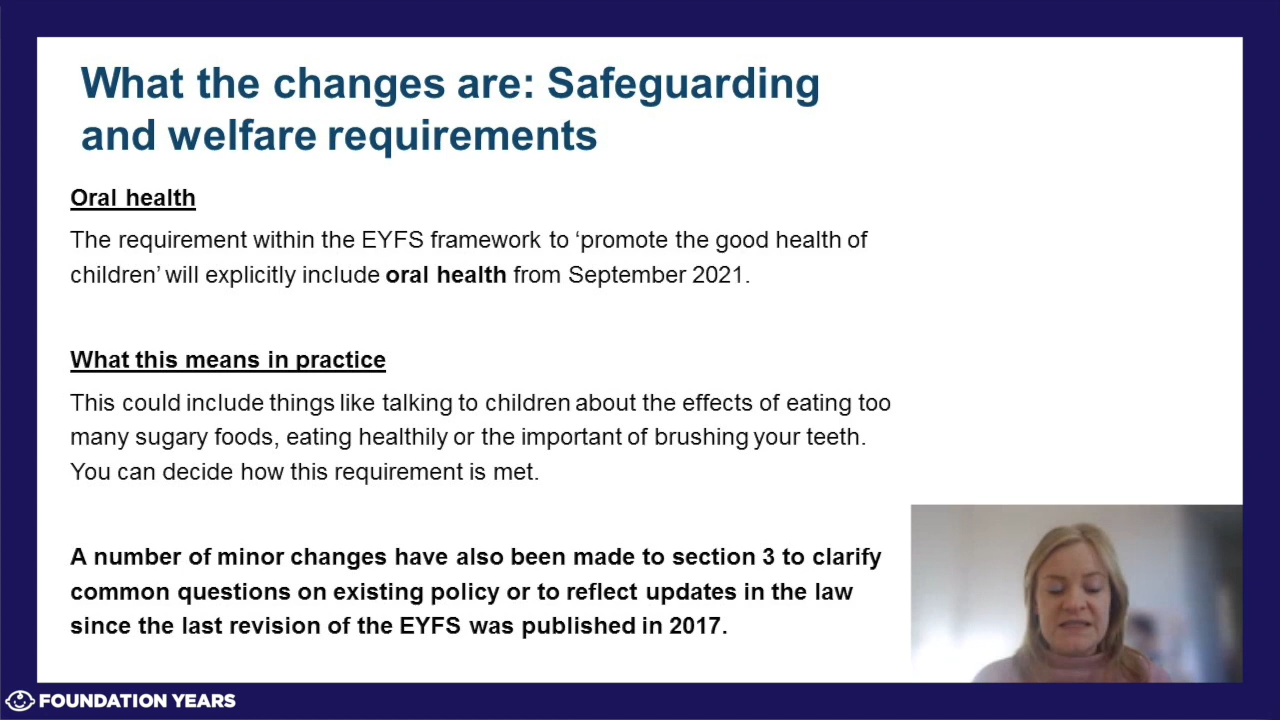 What the changes are: Safeguarding
and welfare requirements
Oral health
The requirement within the EYFS framework to ‘promote the good health of
children’ will explicitly include oral health from September 2021.
What this means in practice
This could include things like talking to children about the effects of eating too
many sugary foods, eating healthily or the important of brushing your teeth.
You can decide how this requirement is met.
A number of minor changes have also been made to section 3 to clarify
common questions on existing policy or to reflect updates in the law
since the last revision of the EYFS was published in 2017.
FOUNDATION YEARS